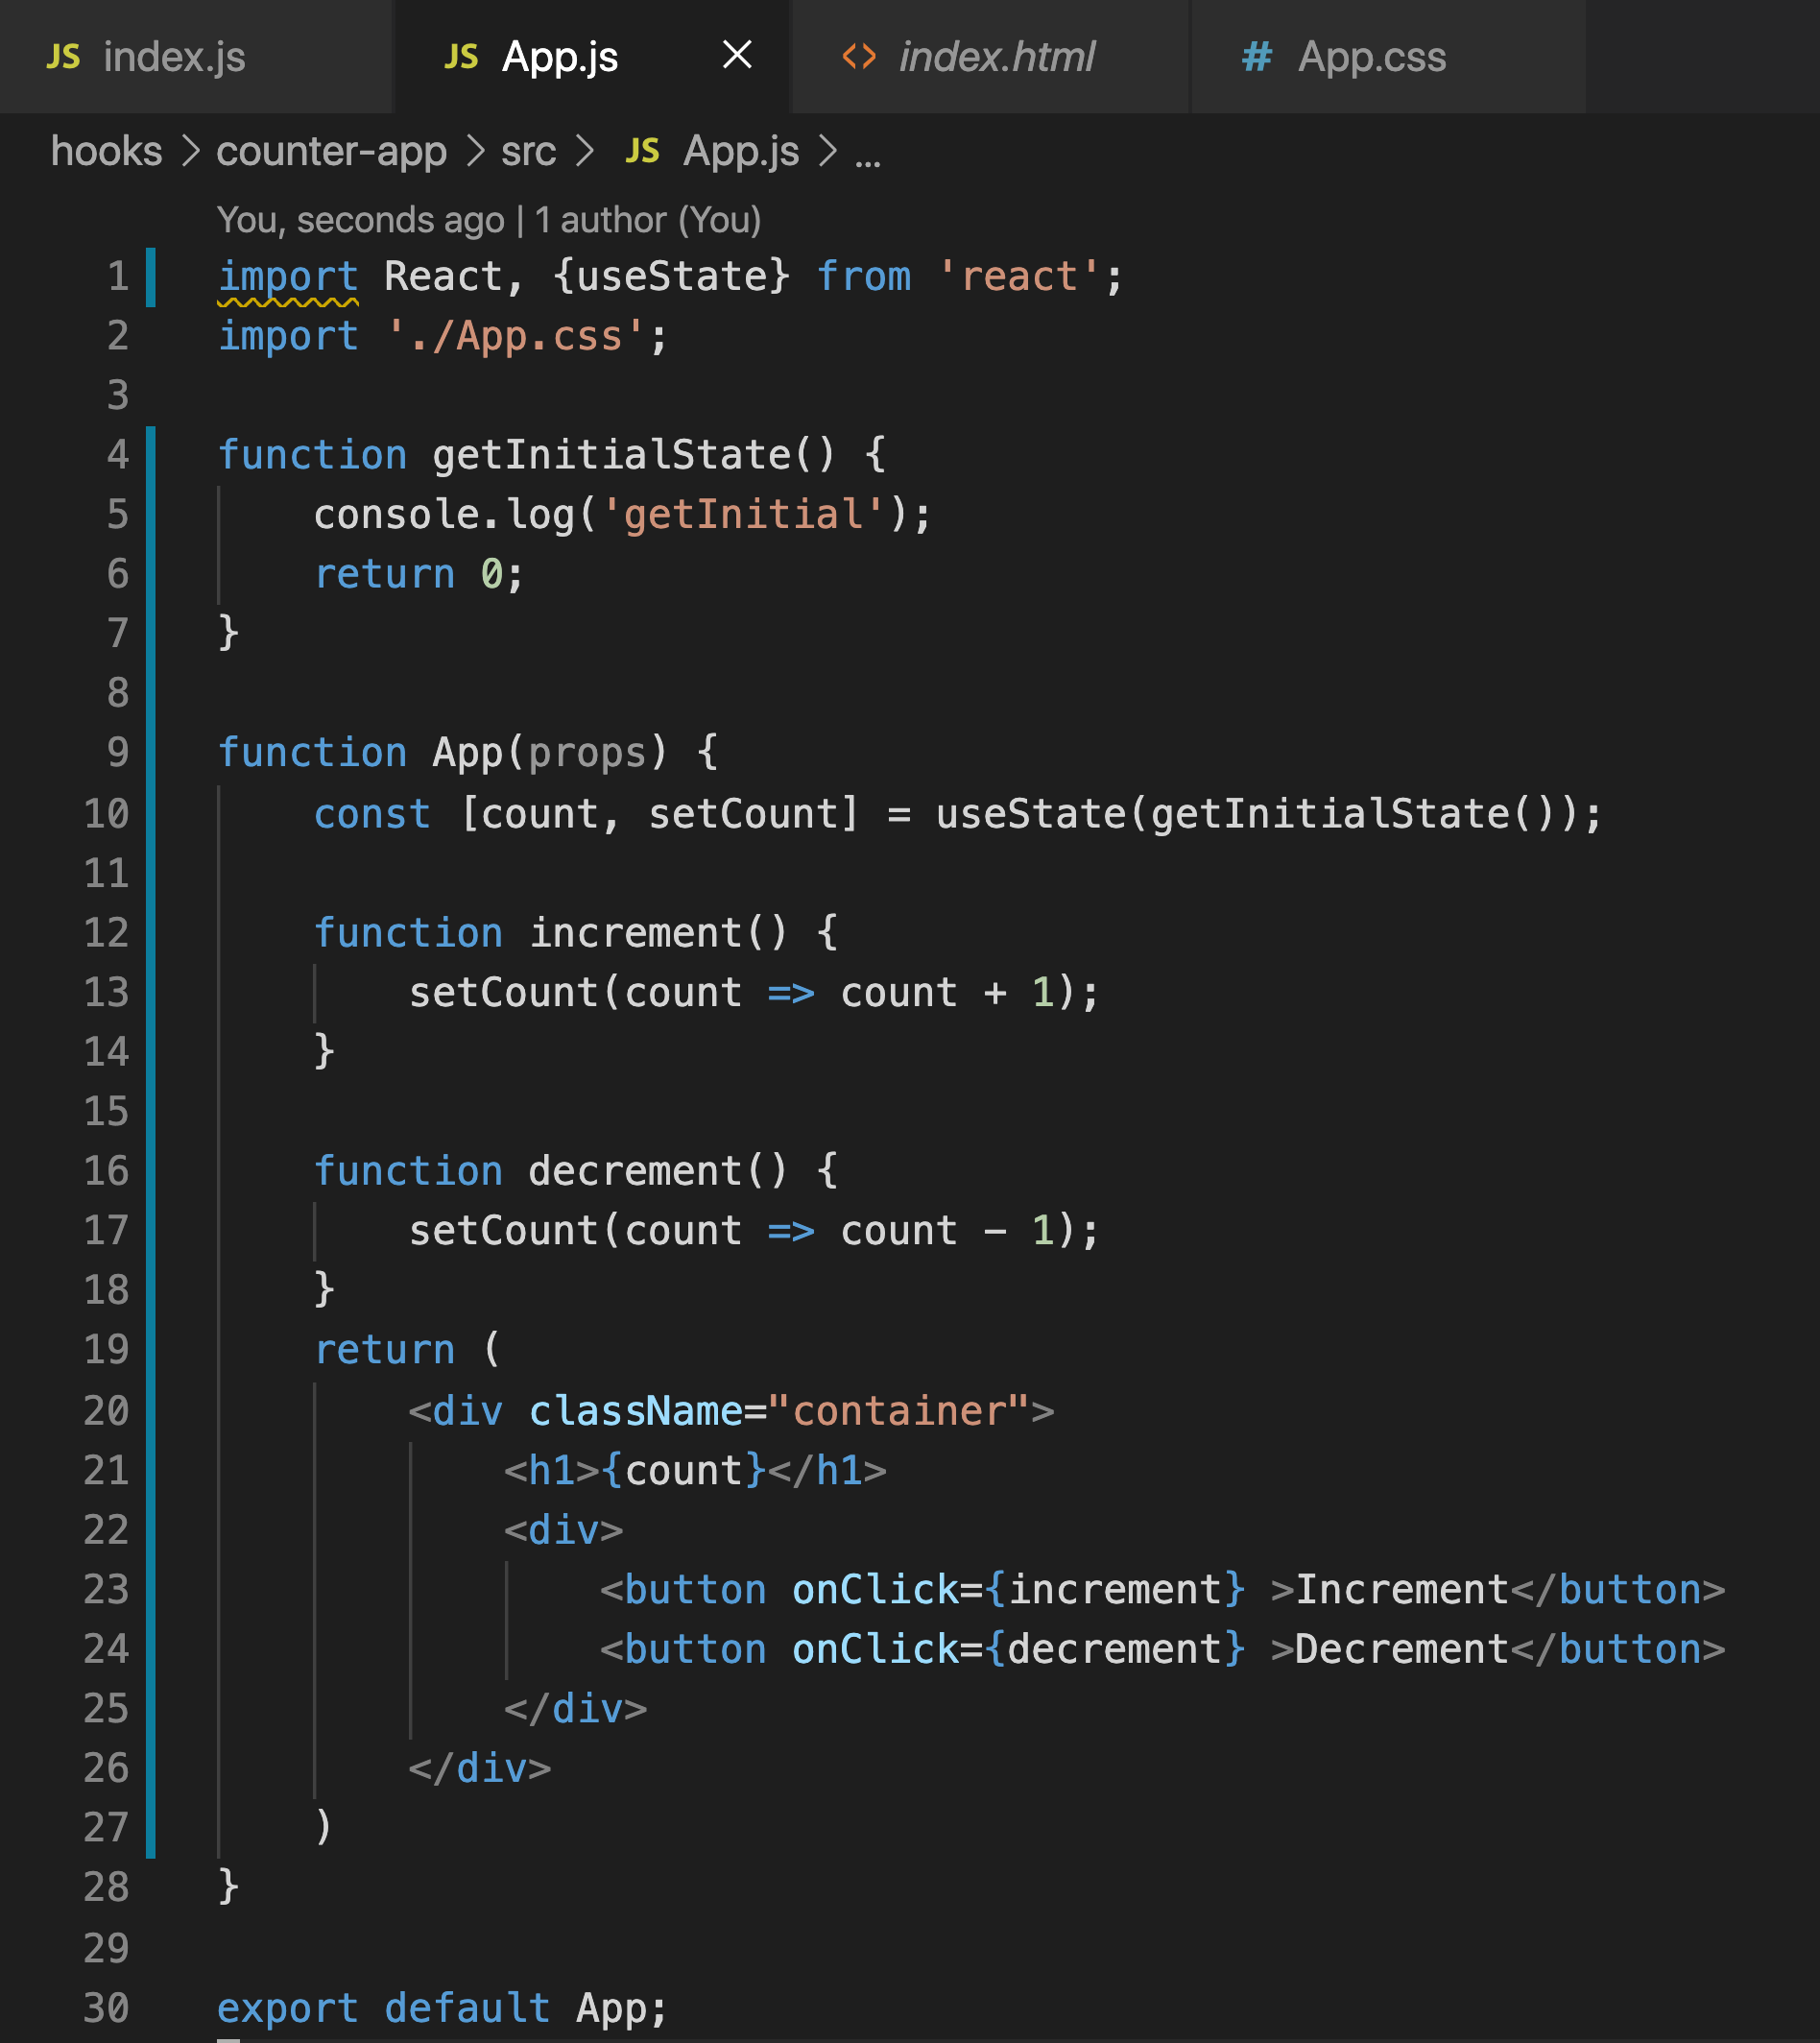 JS index.js JS App.js × <> index.html # App.css
hooks > counter-app > src > JS App.js > ...
You, seconds ago | 1 author (You)
1 import React, {useState} from 'react';
2 import './App.css';
3
4 function getInitialState() {
5     console.log('getInitial');
6     return 0;
7 }
8
9 function App(props) {
10     const [count, setCount] = useState(getInitialState());
11
12     function increment() {
13         setCount(count => count + 1);
14     }
15
16     function decrement() {
17         setCount(count => count - 1);
18     }
19     return (
20         <div className="container">
21             <h1>{count}</h1>
22             <div>
23                 <button onClick={increment} >Increment</button>
24                 <button onClick={decrement} >Decrement</button>
25             </div>
26         </div>
27     )
28 }
29
30 export default App;